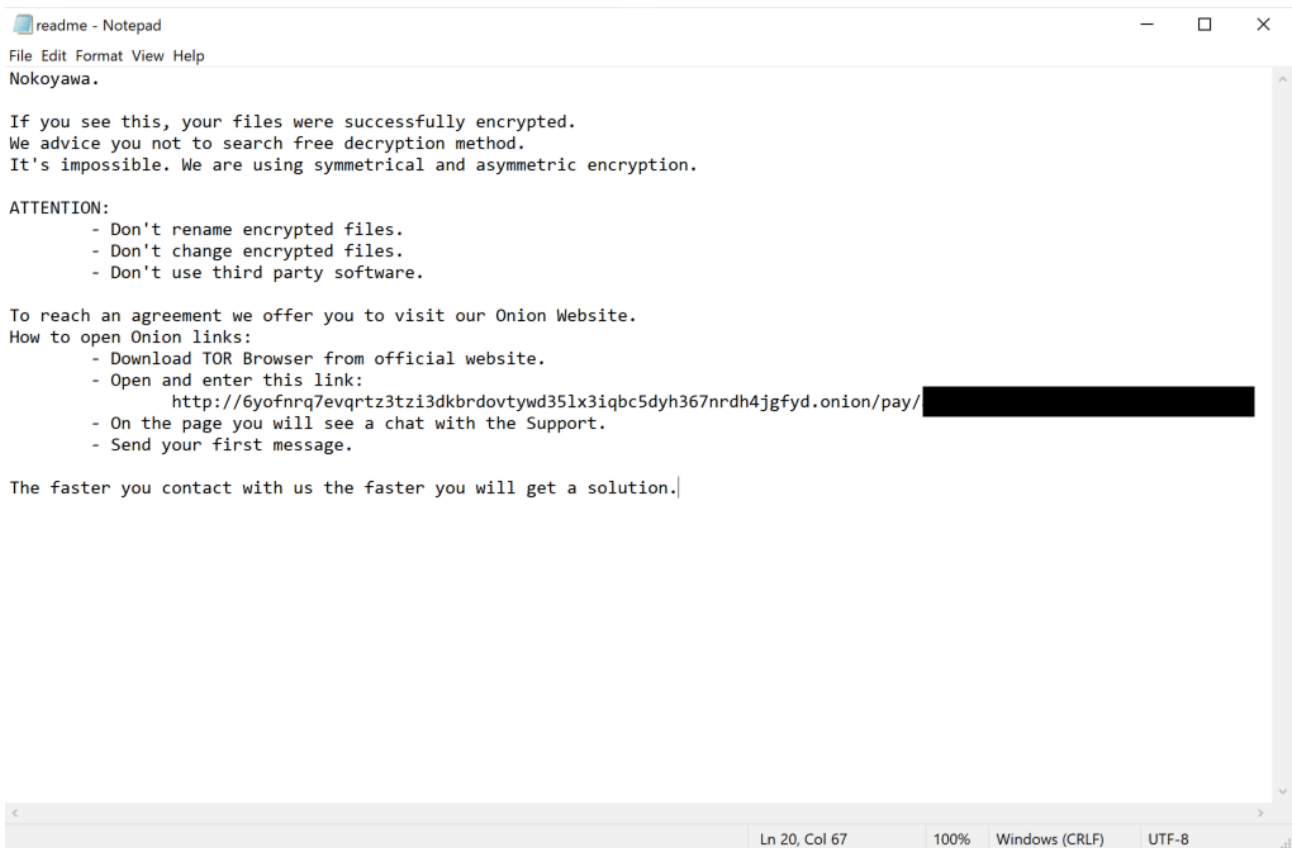 readme - Notepad
File Edit Format View Help
Nokoyawa.
If you see this, your files were successfully encrypted.
We advice you not to search free decryption method.
It's impossible. We are using symmetrical and asymmetric encryption.
ATTENTION:
- Don't rename encrypted files.
- Don't change encrypted files.
- Don't use third party software.
To reach an agreement we offer you to visit our Onion Website.
How to open Onion links:
- Download TOR Browser from official website.
- Open and enter this link:
http://6yofnrq7evqrtz3tzi3dkbrdovtywd35lx3iqbc5dyh367nrdh4jgfyd.onion/pay/
- On the page you will see a chat with the Support.
- Send your first message.
The faster you contact with us the faster you will get a solution.
Ln 20, Col 67 100% Windows (CRLF) UTF-8